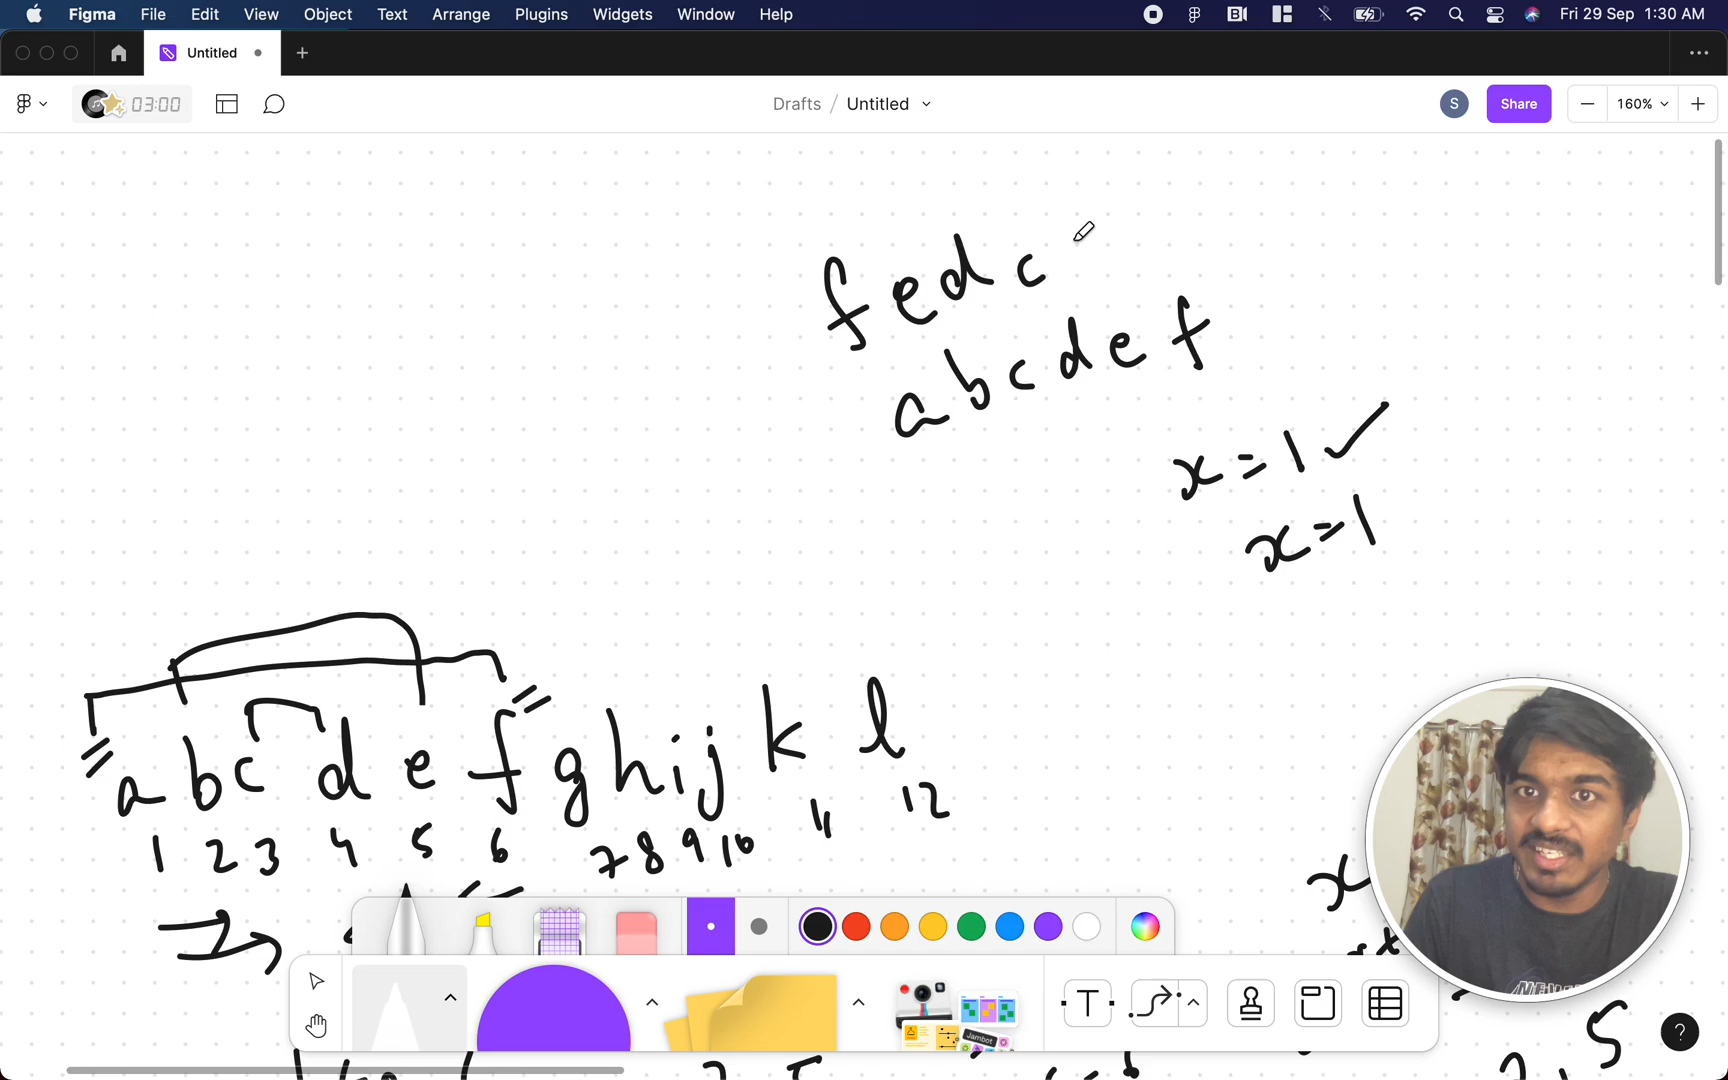 Figma File Edit View Object Text Arrange Plugins Widgets Window Help Fri 29 Sep 1:30 AM
Untitled
03:00 Drafts / Untitled S Share 160%
f e d c
a b c d e f
x = 1 ✓
x = 1
a b c d e f g h i j k l
1 2 3 4 5 6 7 8 9 10 11 12
x
T
Jambot
?
5